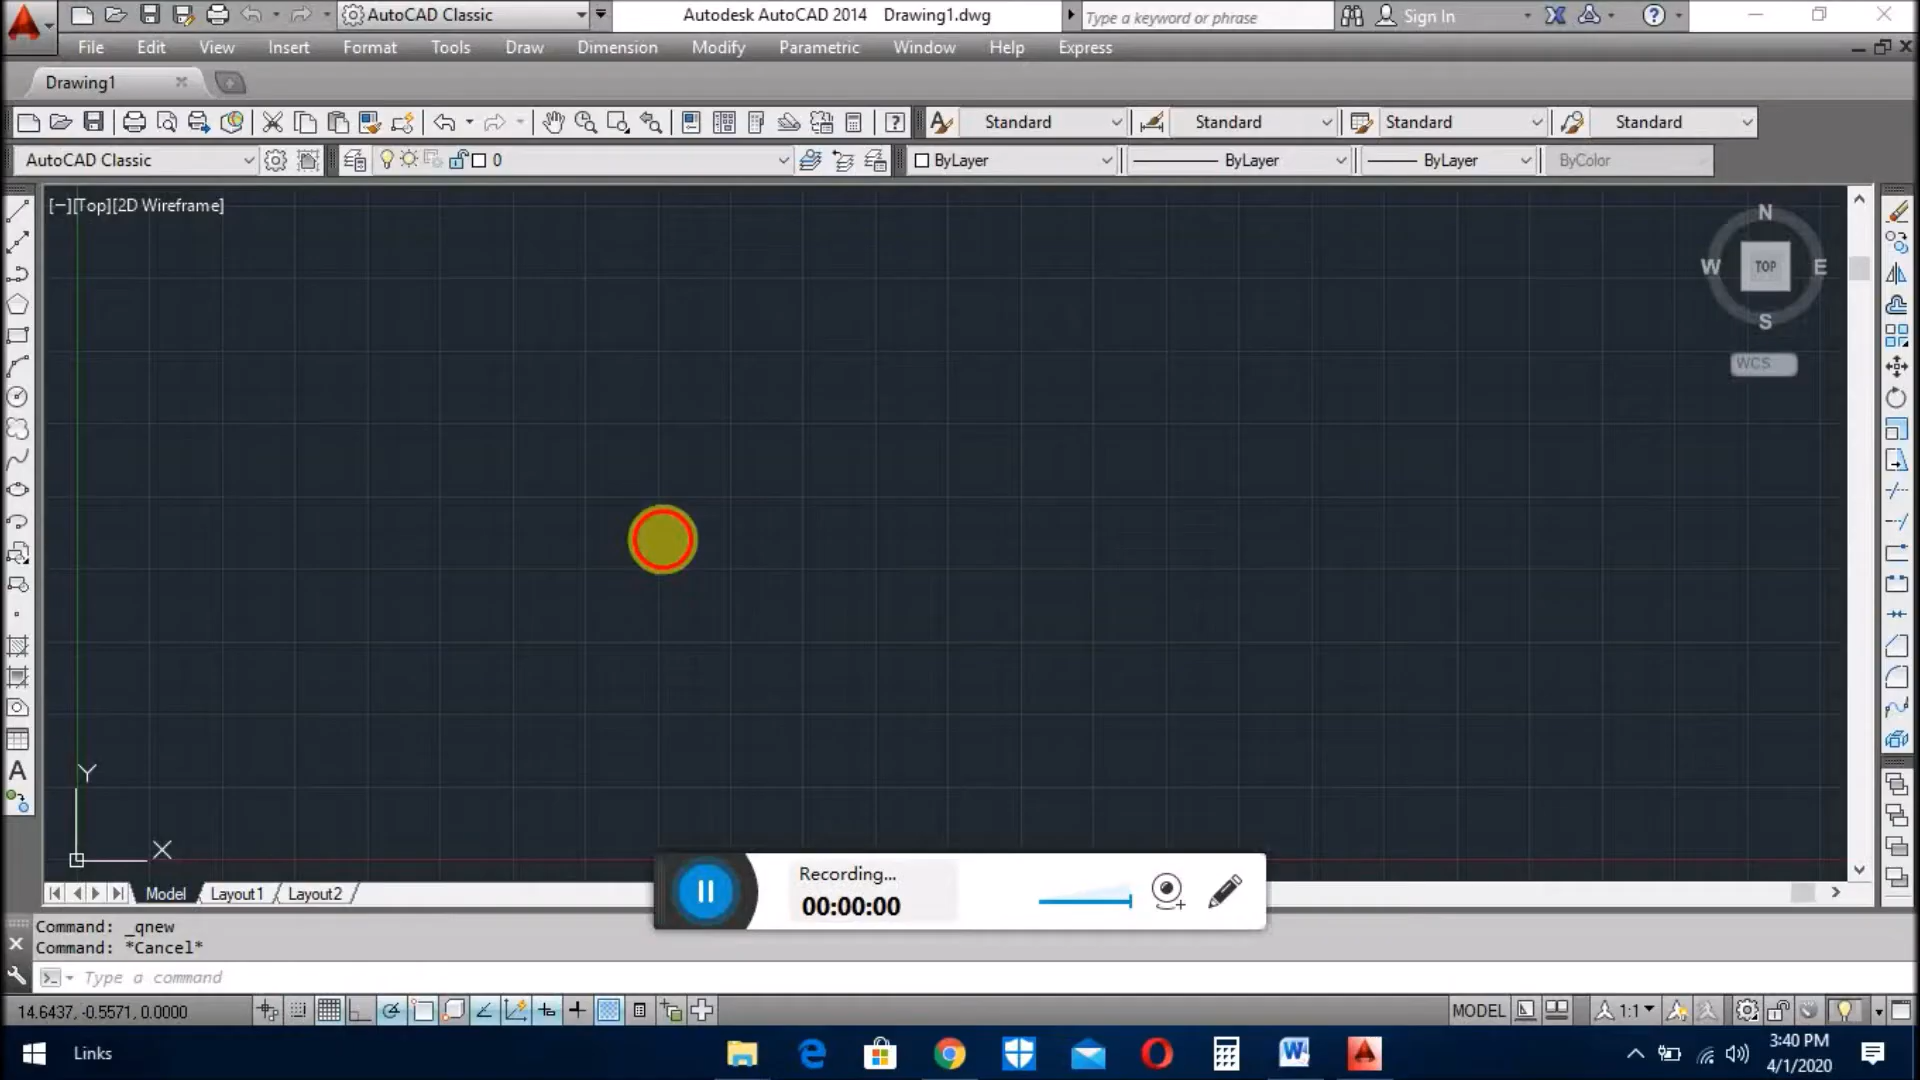 AutoCAD Classic
Autodesk AutoCAD 2014 Drawing1.dwg
Type a keyword or phrase
Sign In
File Edit View Insert Format Tools Draw Dimension Modify Parametric Window Help Express
Drawing1
Standard Standard Standard Standard
AutoCAD Classic 0 ByLayer ByLayer ByLayer ByColor
[−][Top][2D Wireframe]
N
W TOP E
S
WCS
Y
X
Recording...
00:00:00
Model Layout1 Layout2
Command: _qnew
Command: *Cancel*
Type a command
14.6437, -0.5571, 0.0000 MODEL 1:1
Links
3:40 PM
4/1/2020